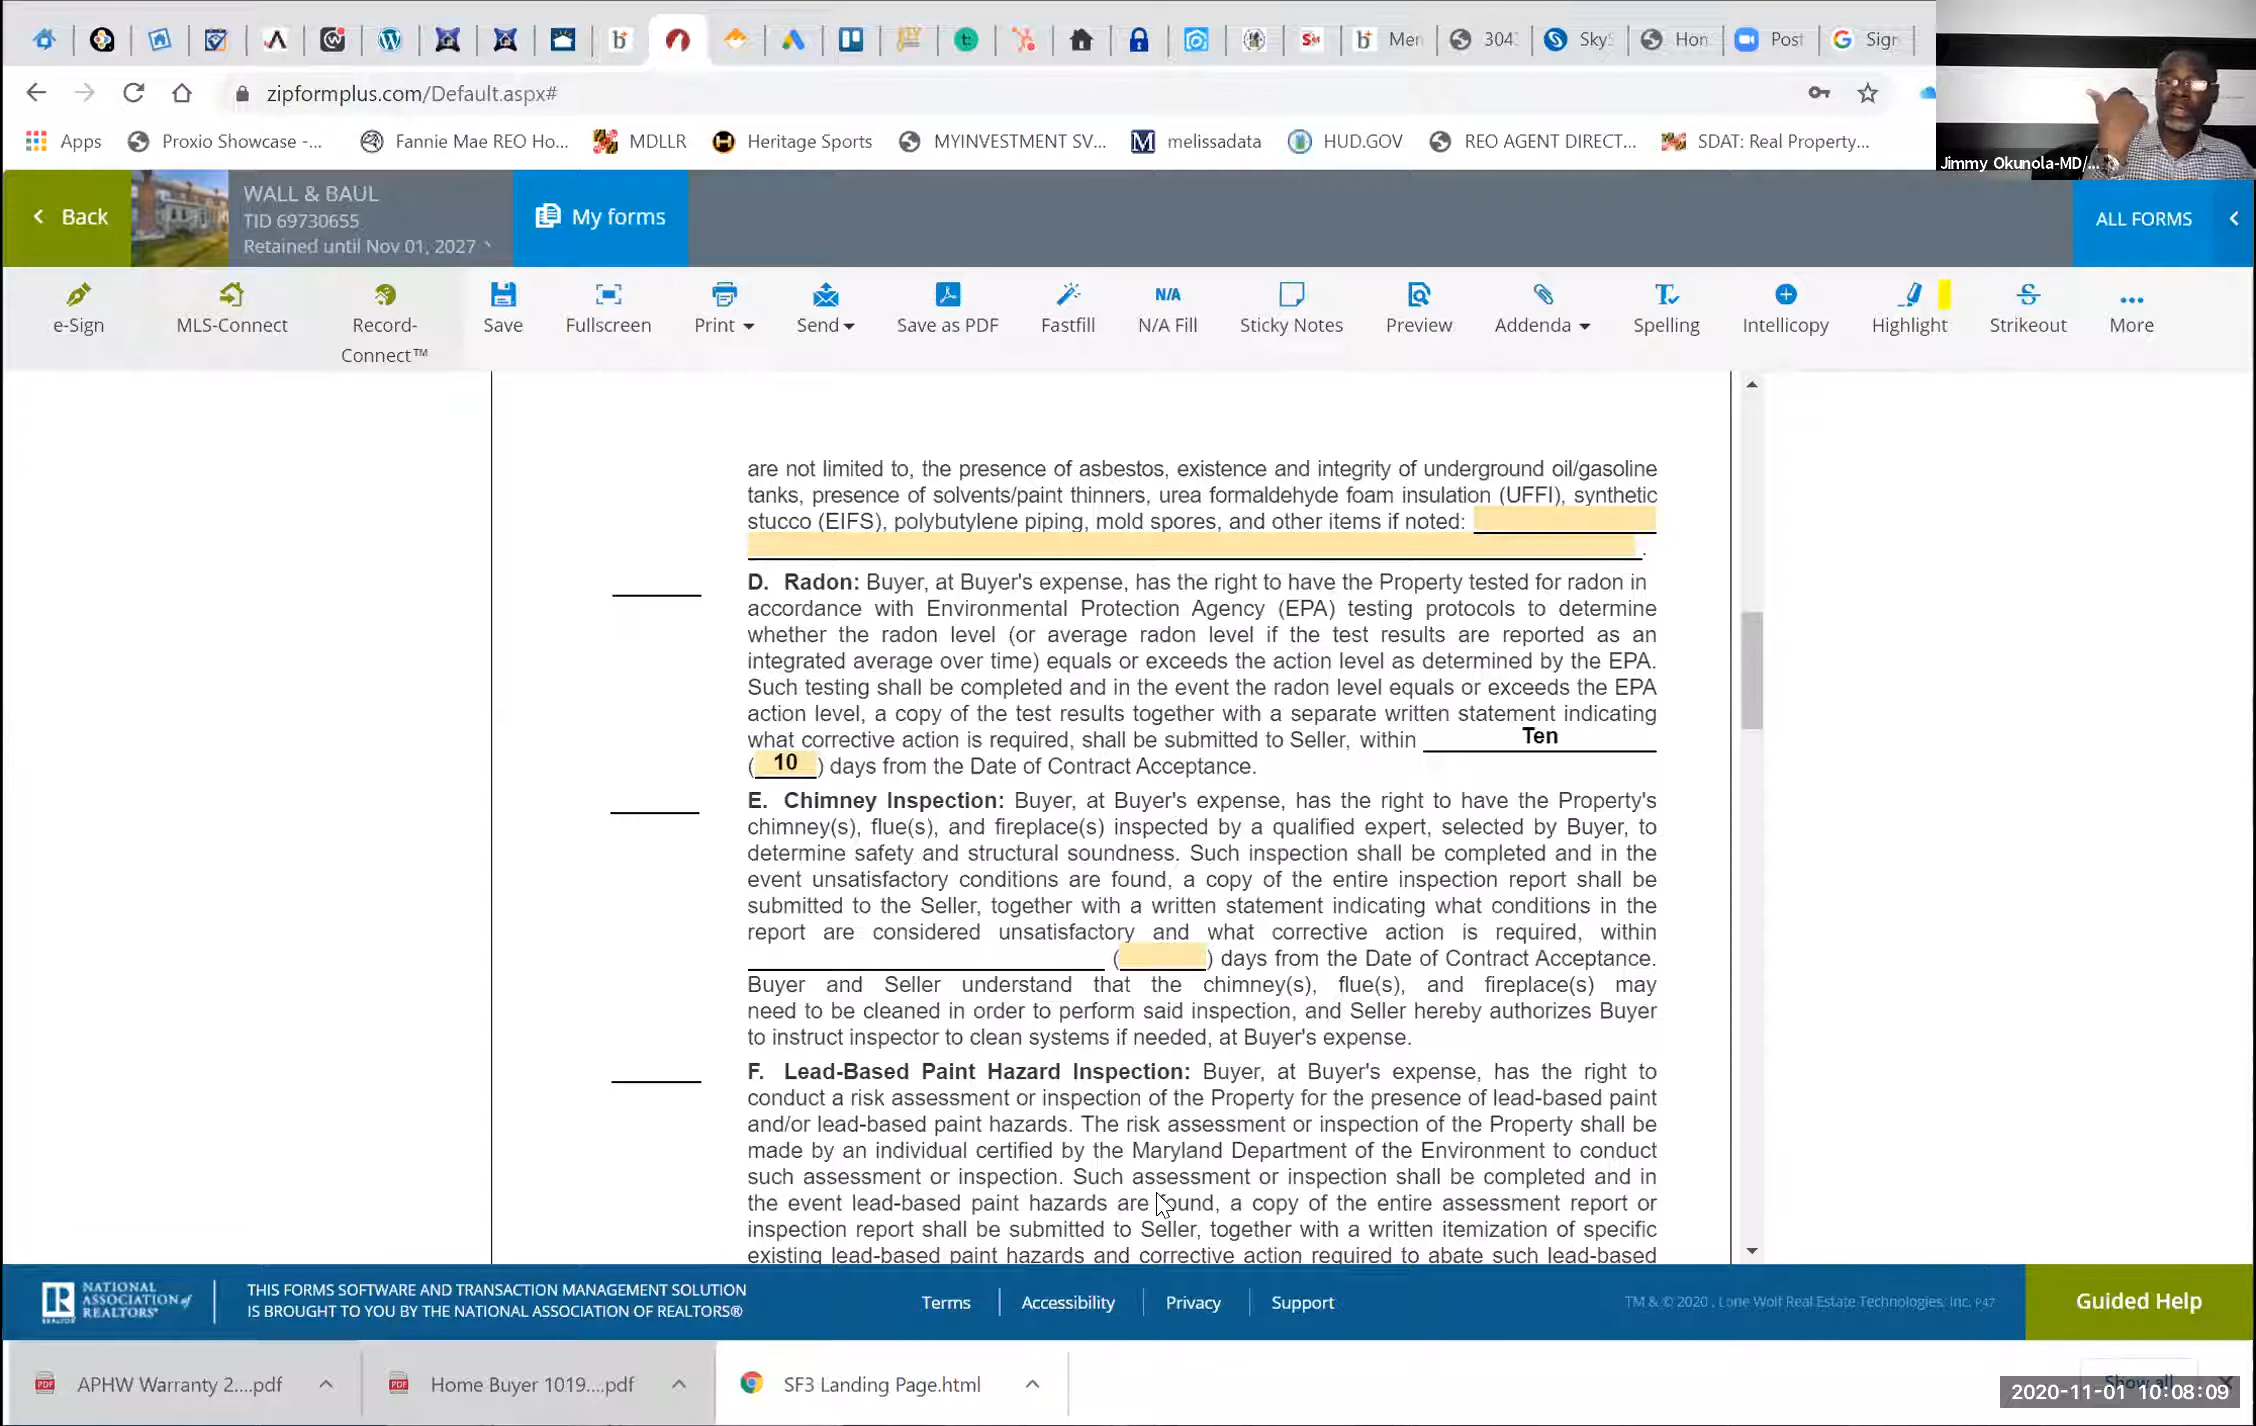 Men
304
Sky
Hon
Post
Sign
zipformplus.com/Default.aspx#
Apps
Proxio Showcase -...
Fannie Mae REO Ho...
MDLLR
Heritage Sports
MYINVESTMENT SV...
melissadata
HUD.GOV
REO AGENT DIRECT...
SDAT: Real Property...
Jimmy Okunola-MD/...
Back
WALL & BAUL
TID 69730655
Retained until Nov 01, 2027
My forms
ALL FORMS
e-Sign
MLS-Connect
Record-
Connect™
Save
Fullscreen
Print
Send
Save as PDF
Fastfill
N/A
N/A Fill
Sticky Notes
Preview
Addenda
Spelling
Intellicopy
Highlight
Strikeout
More
are not limited to, the presence of asbestos, existence and integrity of underground oil/gasoline
tanks, presence of solvents/paint thinners, urea formaldehyde foam insulation (UFFI), synthetic
stucco (EIFS), polybutylene piping, mold spores, and other items if noted:
.
D. Radon: Buyer, at Buyer's expense, has the right to have the Property tested for radon in
accordance with Environmental Protection Agency (EPA) testing protocols to determine
whether the radon level (or average radon level if the test results are reported as an
integrated average over time) equals or exceeds the action level as determined by the EPA.
Such testing shall be completed and in the event the radon level equals or exceeds the EPA
action level, a copy of the test results together with a separate written statement indicating
what corrective action is required, shall be submitted to Seller, within Ten
(10) days from the Date of Contract Acceptance.
E. Chimney Inspection: Buyer, at Buyer's expense, has the right to have the Property's
chimney(s), flue(s), and fireplace(s) inspected by a qualified expert, selected by Buyer, to
determine safety and structural soundness. Such inspection shall be completed and in the
event unsatisfactory conditions are found, a copy of the entire inspection report shall be
submitted to the Seller, together with a written statement indicating what conditions in the
report are considered unsatisfactory and what corrective action is required, within
( ) days from the Date of Contract Acceptance.
Buyer and Seller understand that the chimney(s), flue(s), and fireplace(s) may
need to be cleaned in order to perform said inspection, and Seller hereby authorizes Buyer
to instruct inspector to clean systems if needed, at Buyer's expense.
F. Lead-Based Paint Hazard Inspection: Buyer, at Buyer's expense, has the right to
conduct a risk assessment or inspection of the Property for the presence of lead-based paint
and/or lead-based paint hazards. The risk assessment or inspection of the Property shall be
made by an individual certified by the Maryland Department of the Environment to conduct
such assessment or inspection. Such assessment or inspection shall be completed and in
the event lead-based paint hazards are found, a copy of the entire assessment report or
inspection report shall be submitted to Seller, together with a written itemization of specific
existing lead-based paint hazards and corrective action required to abate such lead-based
NATIONAL
ASSOCIATION of
REALTORS®
THIS FORMS SOFTWARE AND TRANSACTION MANAGEMENT SOLUTION
IS BROUGHT TO YOU BY THE NATIONAL ASSOCIATION OF REALTORS®
Terms
Accessibility
Privacy
Support
TM & © 2020, Lone Wolf Real Estate Technologies, Inc. P47
Guided Help
APHW Warranty 2....pdf
Home Buyer 1019....pdf
SF3 Landing Page.html
Show all
2020-11-01 10:08:09